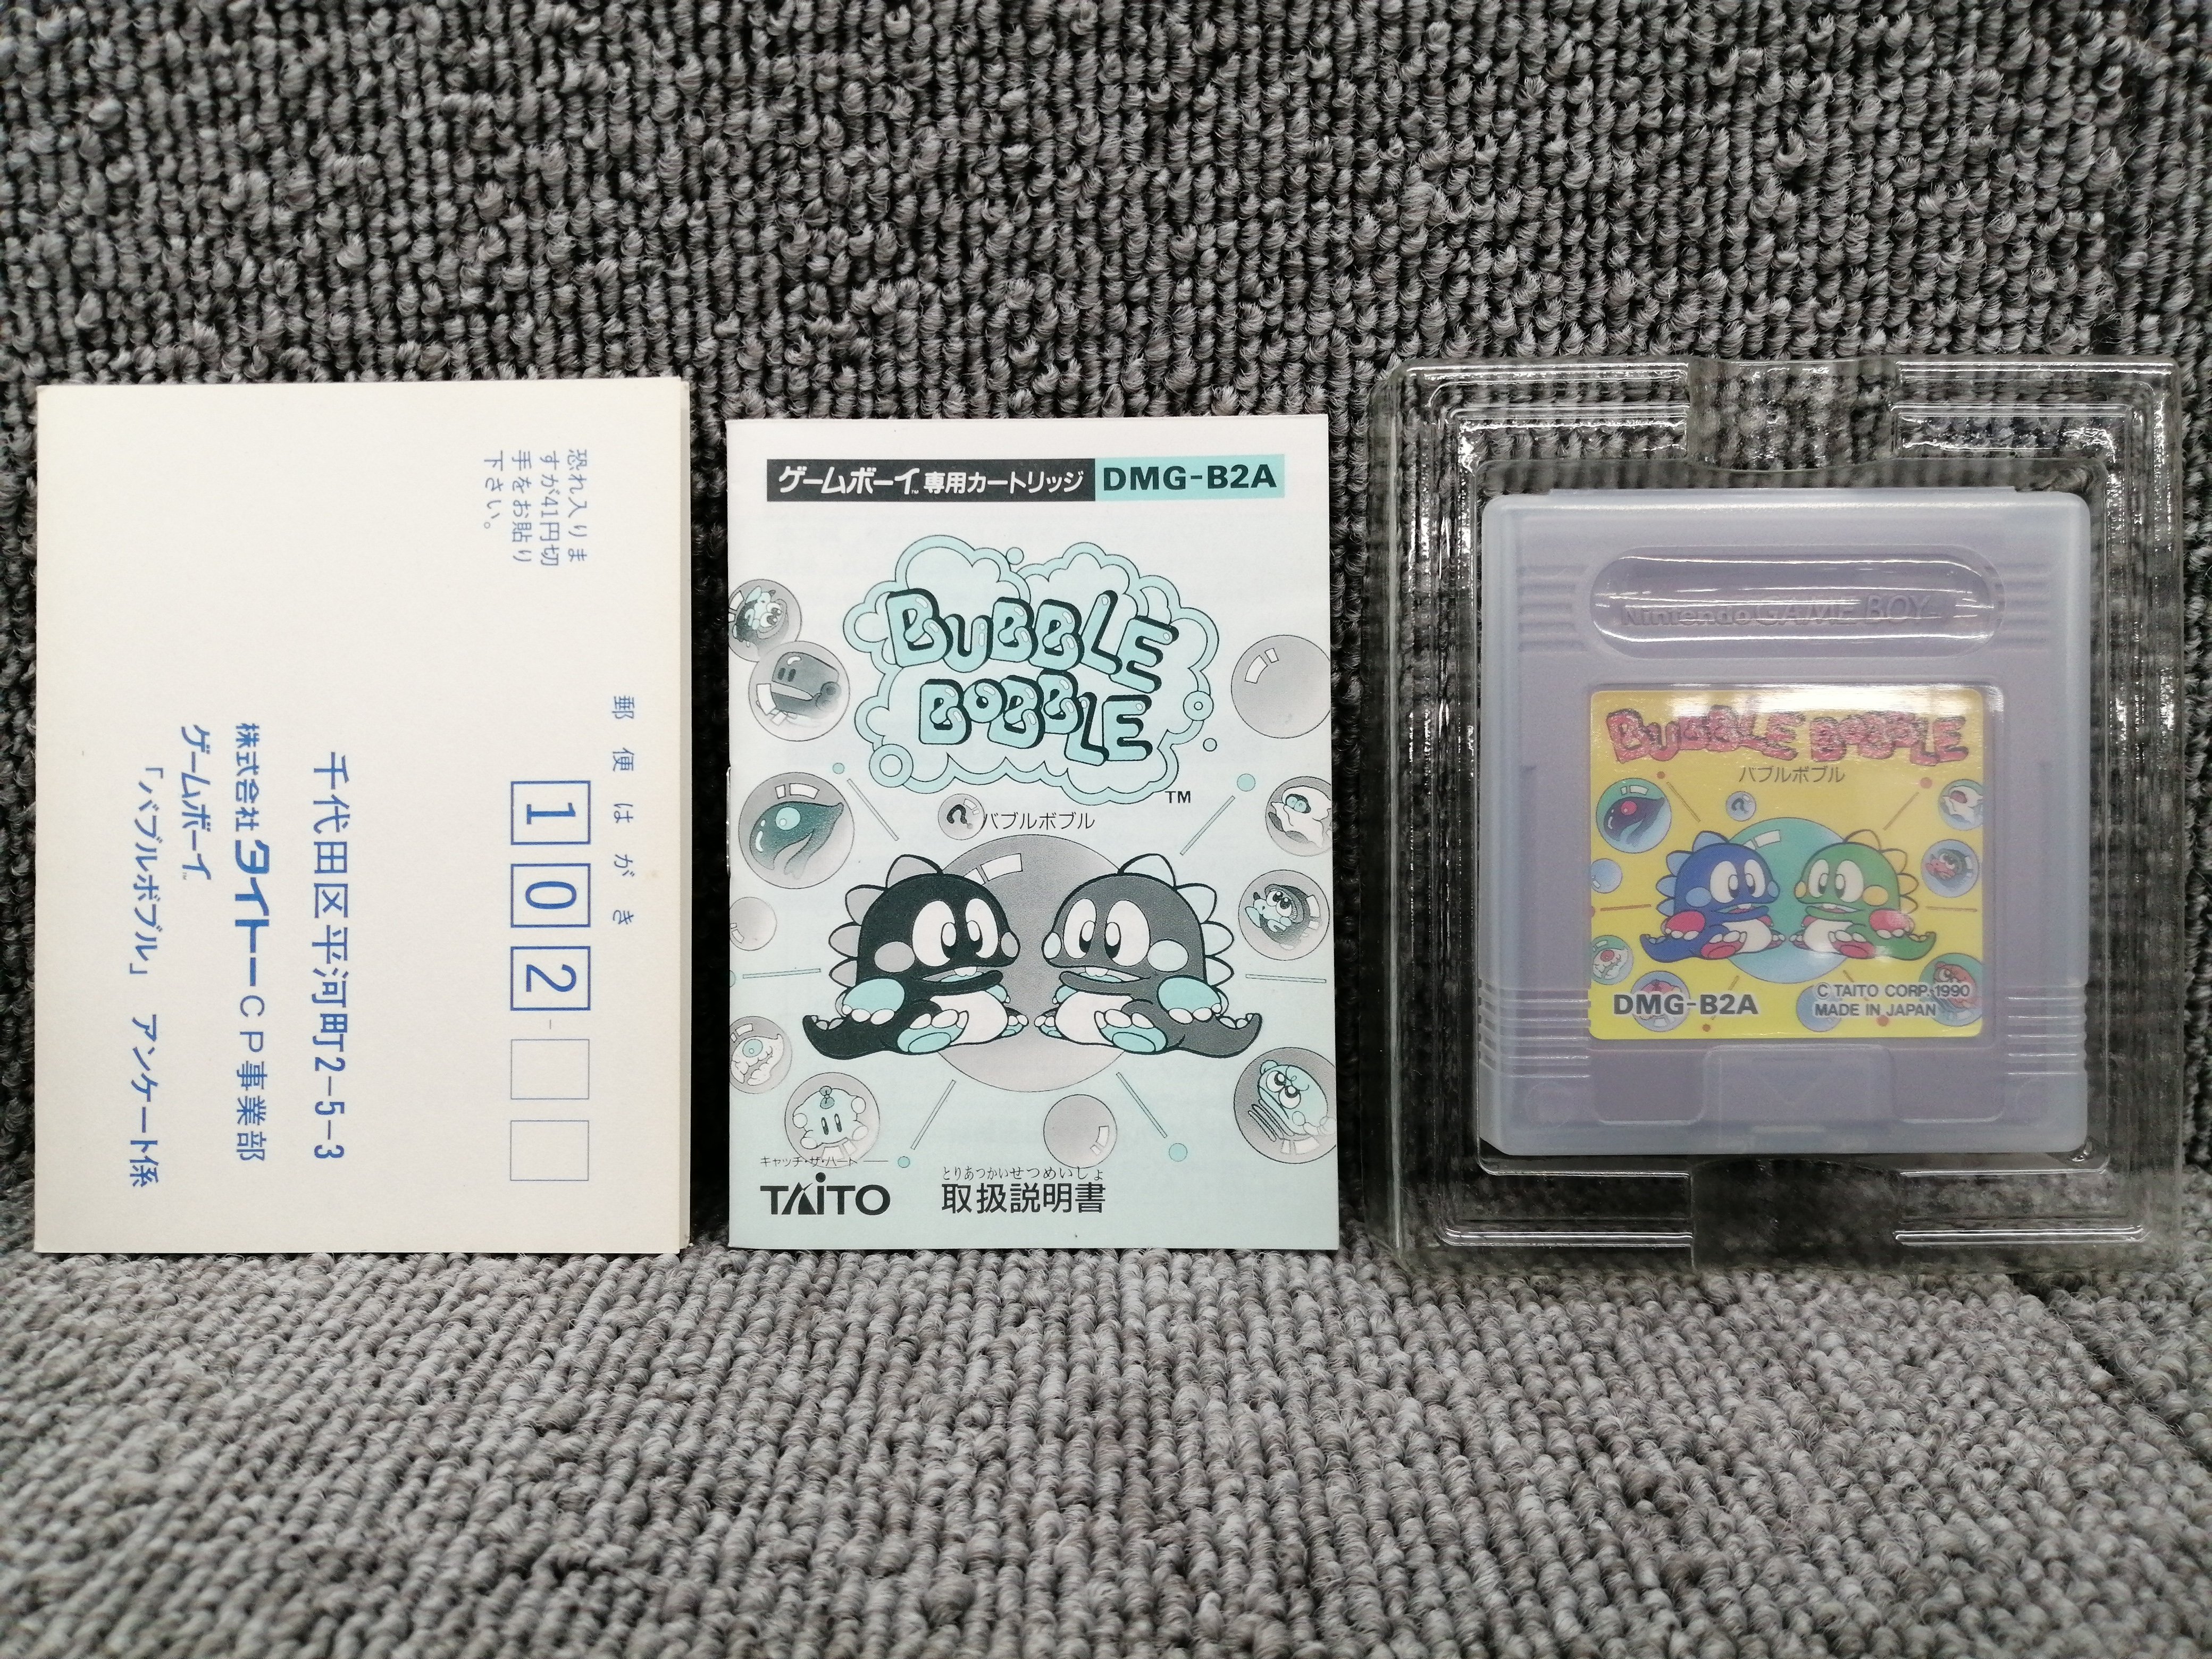 恐れ入りま
すが41円切
手をお貼り
下さい。
郵便はがき
102-
千代田区平河町2-5-3
株式会社タイトーCP事業部
ゲームボーイ™
「バブルボブル」 アンケート係
ゲームボーイ™専用カートリッジ DMG-B2A
BUBBLE
BOBBLE
TM
バブルボブル
キャッチ・ザ・ハート
TAITO
とりあつかいせつめいしょ
取扱説明書
Nintendo GAME BOY
BUBBLE BOBBLE
バブルボブル
DMG-B2A
C TAITO CORP. 1990
MADE IN JAPAN